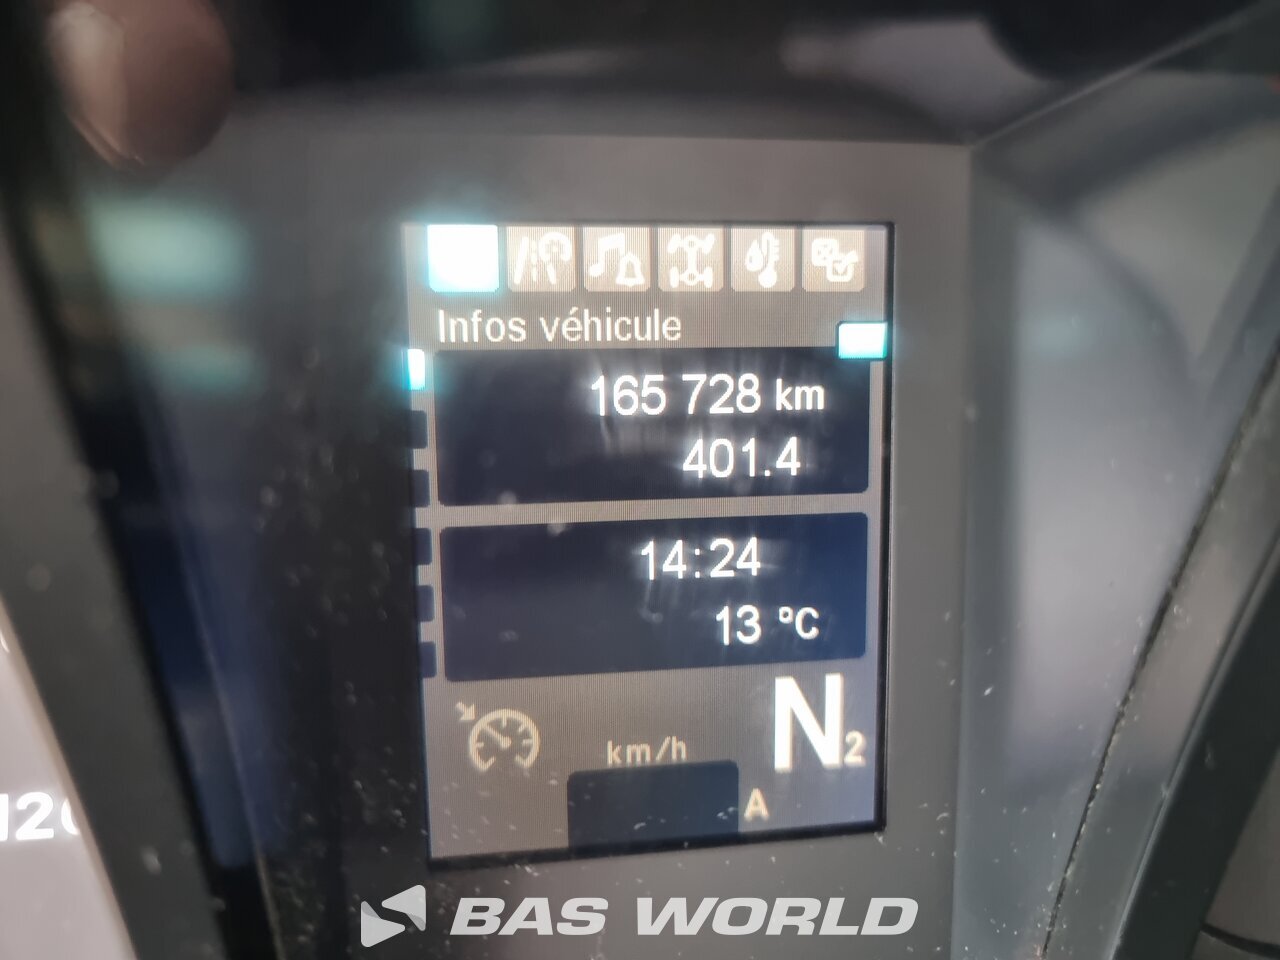 Infos véhicule
165 728 km
401.4
14:24
13 °C
km/h
N2
A
BAS WORLD